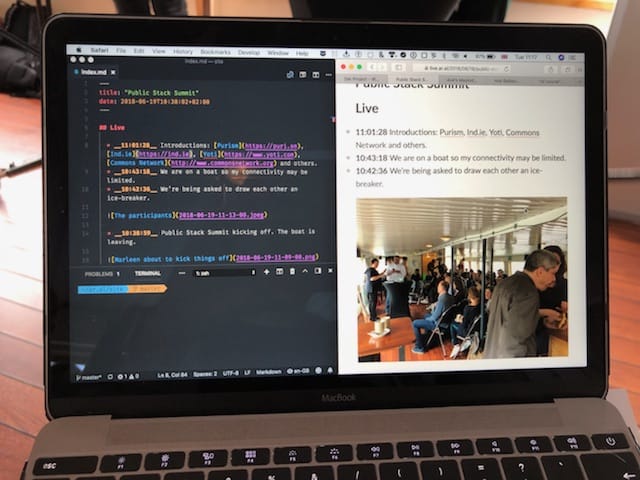 Safari File Edit View History Bookmarks Develop Window Help
Tue 11:17
Index.md — site
index.md
---
title: "Public Stack Summit"
date: 2018-06-19T10:38:02+02:00
---
## Live
* __11:01:28__ Introductions: [Purism](https://puri.sm),
[Ind.ie](https://ind.ie), [Yoti](https://www.yoti.com),
[Commons Network](http://www.commonsnetwork.org) and others.
* __10:43:18__ We are on a boat so my connectivity may be
limited.
* __10:42:36__ We're being asked to draw each other an
ice-breaker.
![The participants](2018-06-19-11-13-08.jpeg)
* __10:38:59__ Public Stack Summit kicking off. The boat is
leaving.
![Marleen about to kick things off](2018-06-19-11-09-08.png)
PROBLEMS 1 TERMINAL ... 1: zsh
master
master* Ln 8, Col 84 Spaces: 2 UTF-8 LF Markdown en-GB
Public Stack Summit
Live
11:01:28 Introductions: Purism, Ind.ie, Yoti, Commons
Network and others.
10:43:18 We are on a boat so my connectivity may be limited.
10:42:36 We're being asked to draw each other an ice-
breaker.
MacBook
esc F1 F2 F3 F4 F5 F6 F7 F8 F9 F10 F11 F12